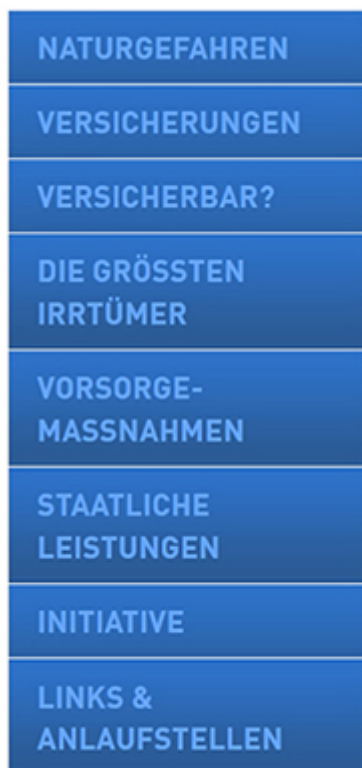 NATURGEFAHREN
VERSICHERUNGEN
VERSICHERBAR?
DIE GRÖSSTEN
IRRTÜMER
VORSORGE-
MASSNAHMEN
STAATLICHE
LEISTUNGEN
INITIATIVE
LINKS &
ANLAUFSTELLEN